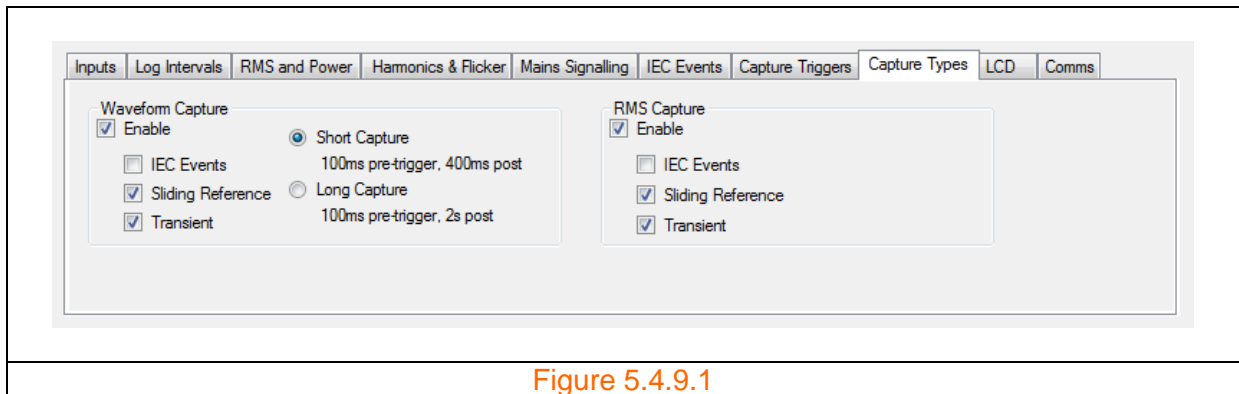 Inputs Log Intervals RMS and Power Harmonics & Flicker Mains Signalling IEC Events Capture Triggers Capture Types LCD Comms
Waveform Capture
Enable
IEC Events
Sliding Reference
Transient
Short Capture
100ms pre-trigger, 400ms post
Long Capture
100ms pre-trigger, 2s post
RMS Capture
Enable
IEC Events
Sliding Reference
Transient
Figure 5.4.9.1